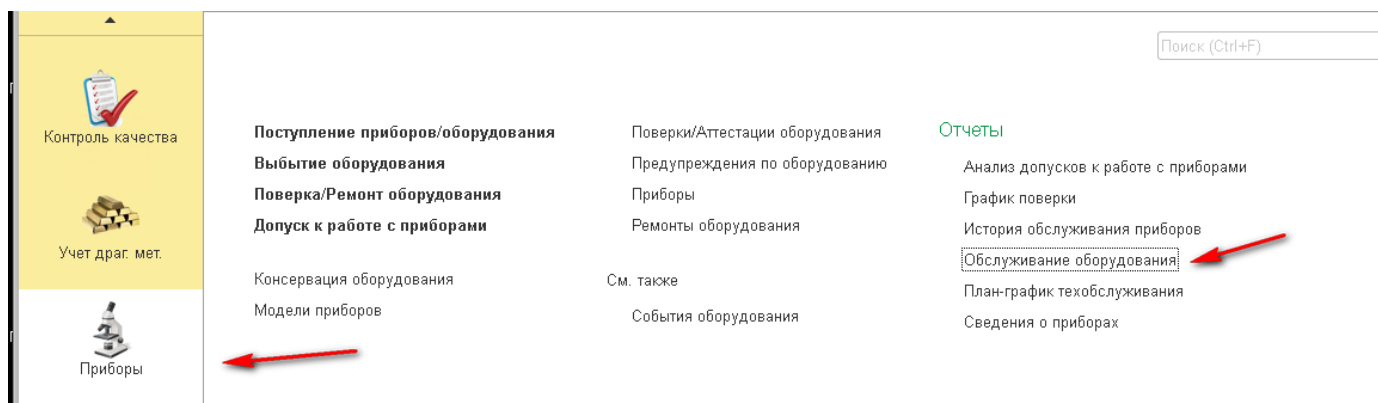 Поиск (Ctrl+F)
Контроль качества
Учет драг. мет.
Приборы
Поступление приборов/оборудования
Выбытие оборудования
Поверка/Ремонт оборудования
Допуск к работе с приборами
Консервация оборудования
Модели приборов
Поверки/Аттестации оборудования
Предупреждения по оборудованию
Приборы
Ремонты оборудования
См. также
События оборудования
Отчеты
Анализ допусков к работе с приборами
График поверки
История обслуживания приборов
Обслуживание оборудования
План-график техобслуживания
Сведения о приборах